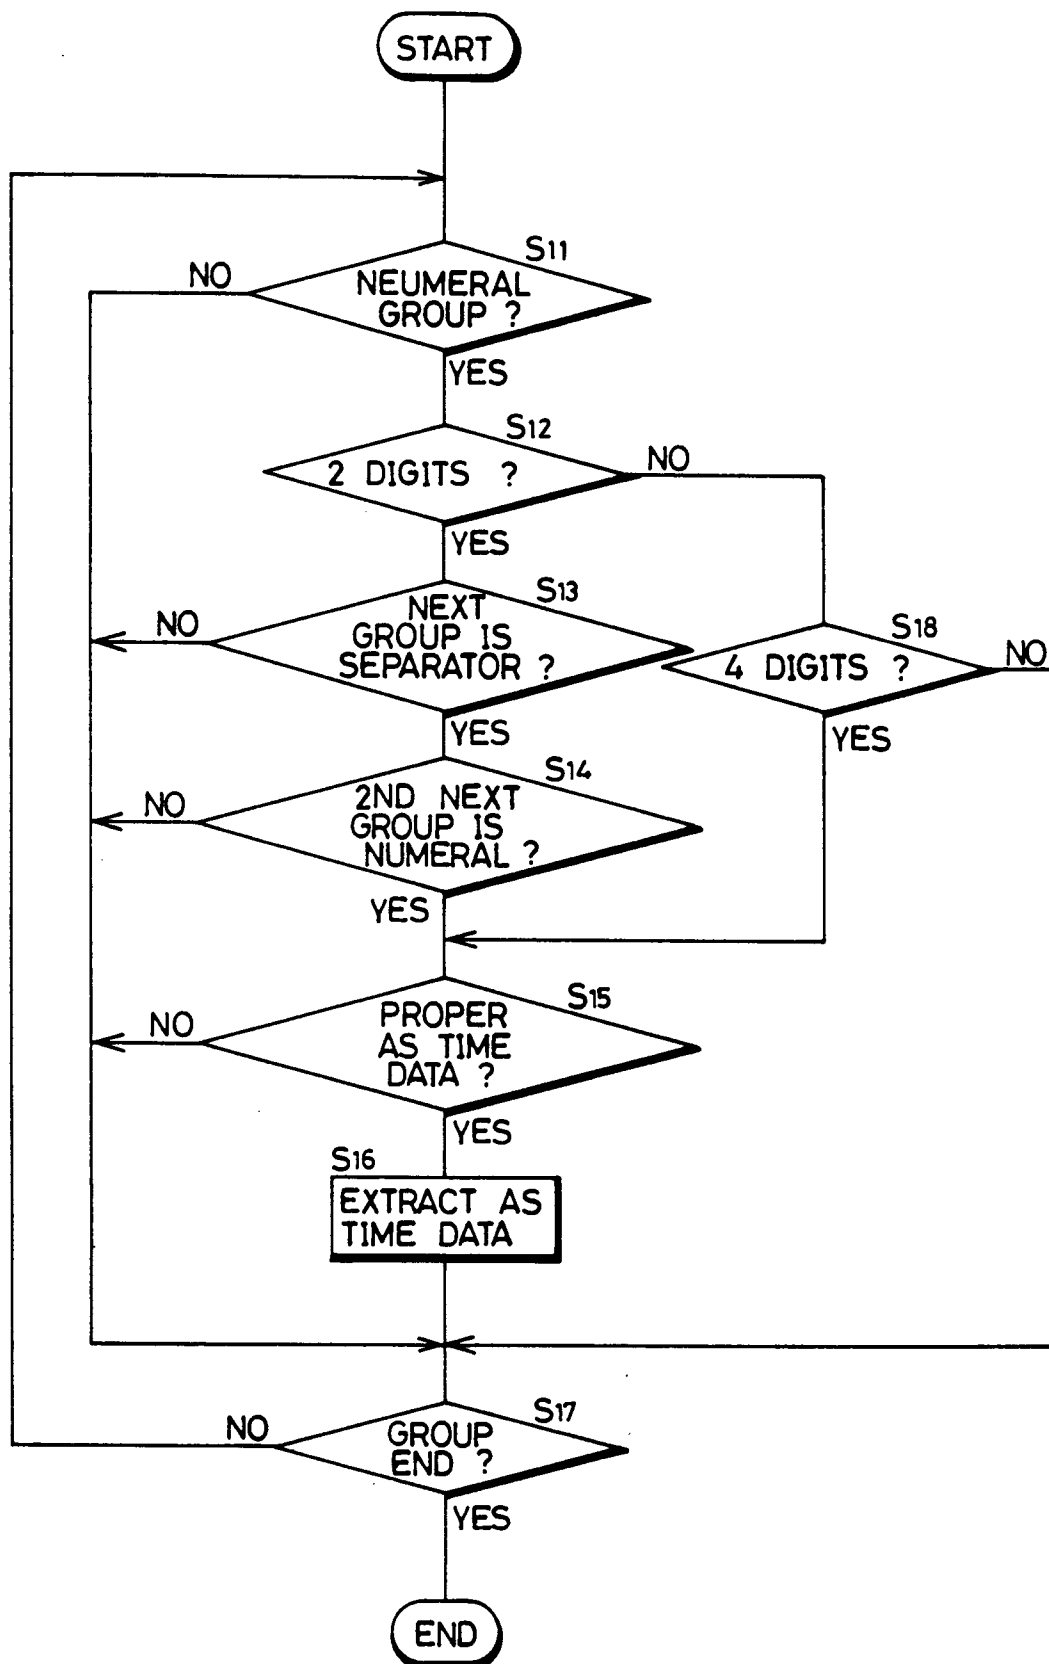 START
S11
NO
NEUMERAL
GROUP ?
YES
S12
2 DIGITS ?
NO
YES
S13
NO
NEXT
GROUP IS
SEPARATOR ?
YES
S18
4 DIGITS ?
NO
YES
S14
NO
2ND NEXT
GROUP IS
NUMERAL ?
YES
S15
NO
PROPER
AS TIME
DATA ?
YES
S16
EXTRACT AS
TIME DATA
S17
NO
GROUP
END ?
YES
END